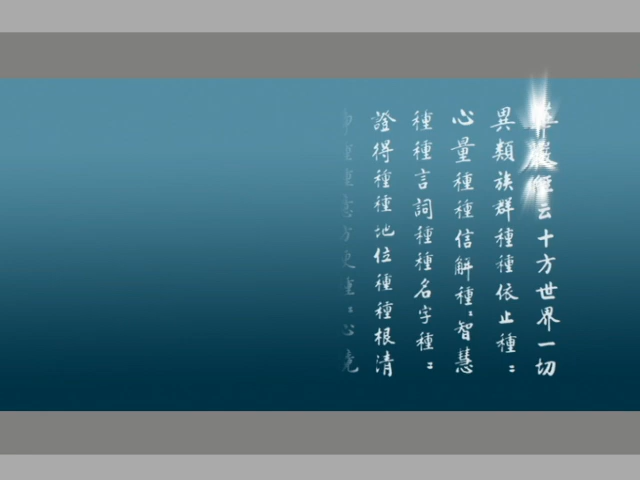 華嚴經云十方世界一切
異類族群種種依止種：
心量種種信解種：智慧
種種言詞種種名字種：
證得種種地位種種根清